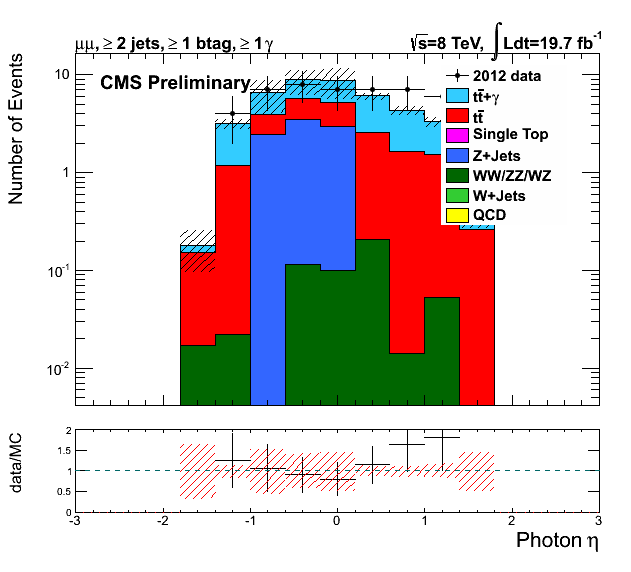 μμ, ≥ 2 jets, ≥ 1 btag, ≥ 1 γ
√s=8 TeV, ∫Ldt=19.7 fb⁻¹
CMS Preliminary
2012 data
tt̄+γ
tt̄
Single Top
Z+Jets
WW/ZZ/WZ
W+Jets
QCD
Number of Events
10
1
10⁻¹
10⁻²
data/MC
2
1.5
1
0.5
0
-3 -2 -1 0 1 2 3
Photon η